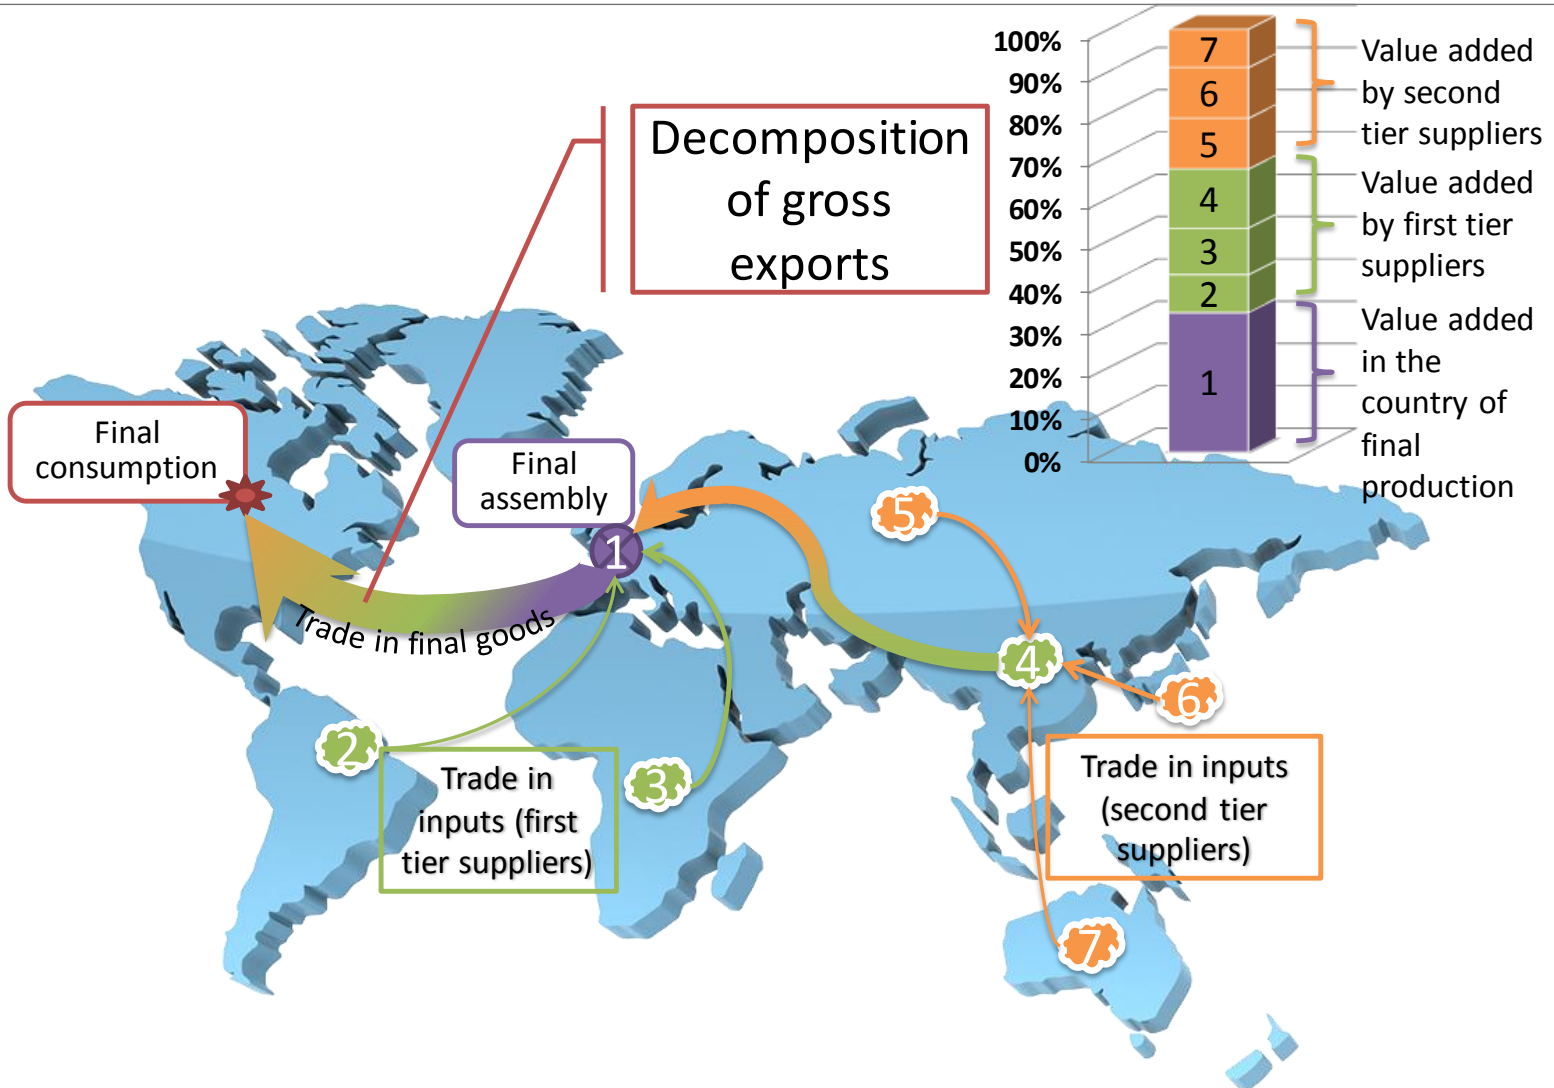 Decomposition
of gross
exports
100%
90%
80%
70%
60%
50%
40%
30%
20%
10%
0%
7
6
5
4
3
2
1
Value added
by second
tier suppliers
Value added
by first tier
suppliers
Value added
in the
country of
final
production
Final
consumption
Final
assembly
1
Trade in final goods
5
4
6
2
3
7
Trade in
inputs (first
tier suppliers)
Trade in inputs
(second tier
suppliers)